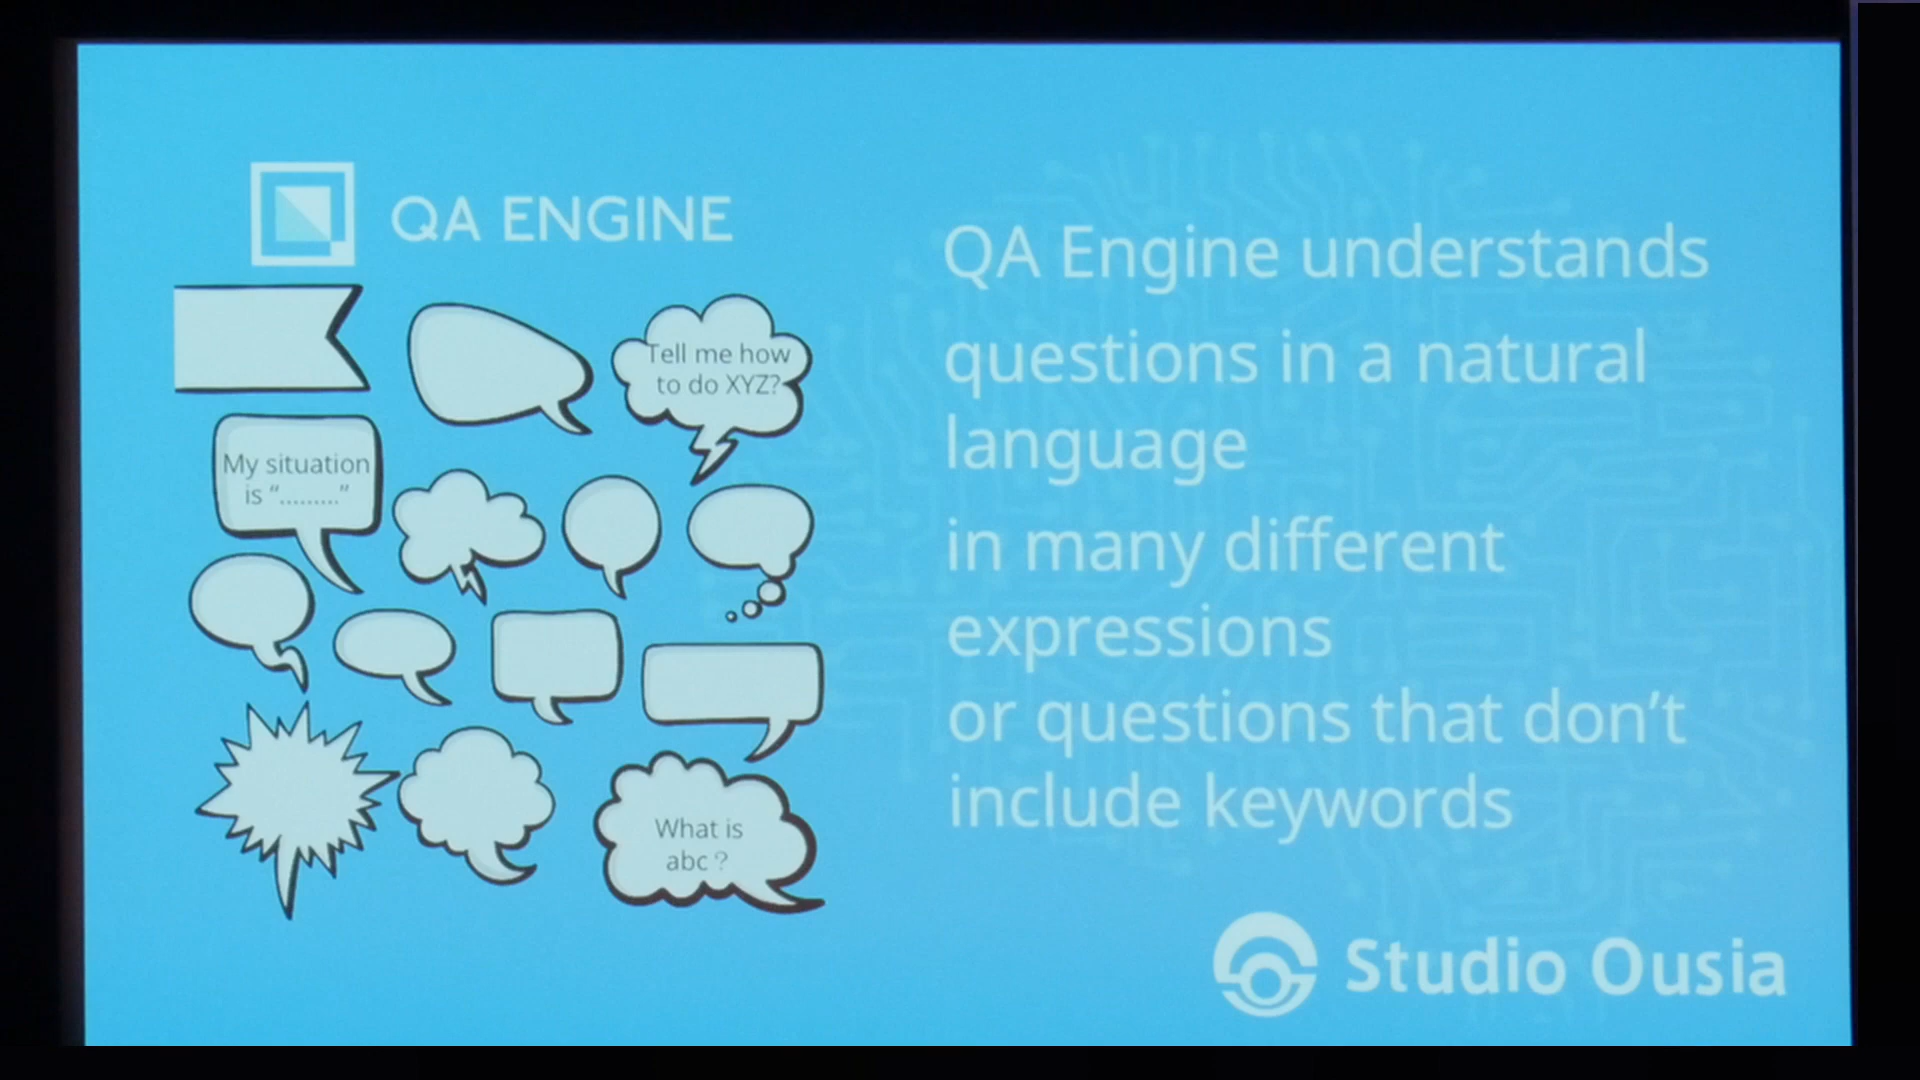 QA ENGINE
Tell me how
to do XYZ?
My situation
is “.........”
What is
abc?
QA Engine understands
questions in a natural
language
in many different
expressions
or questions that don’t
include keywords
Studio Ousia